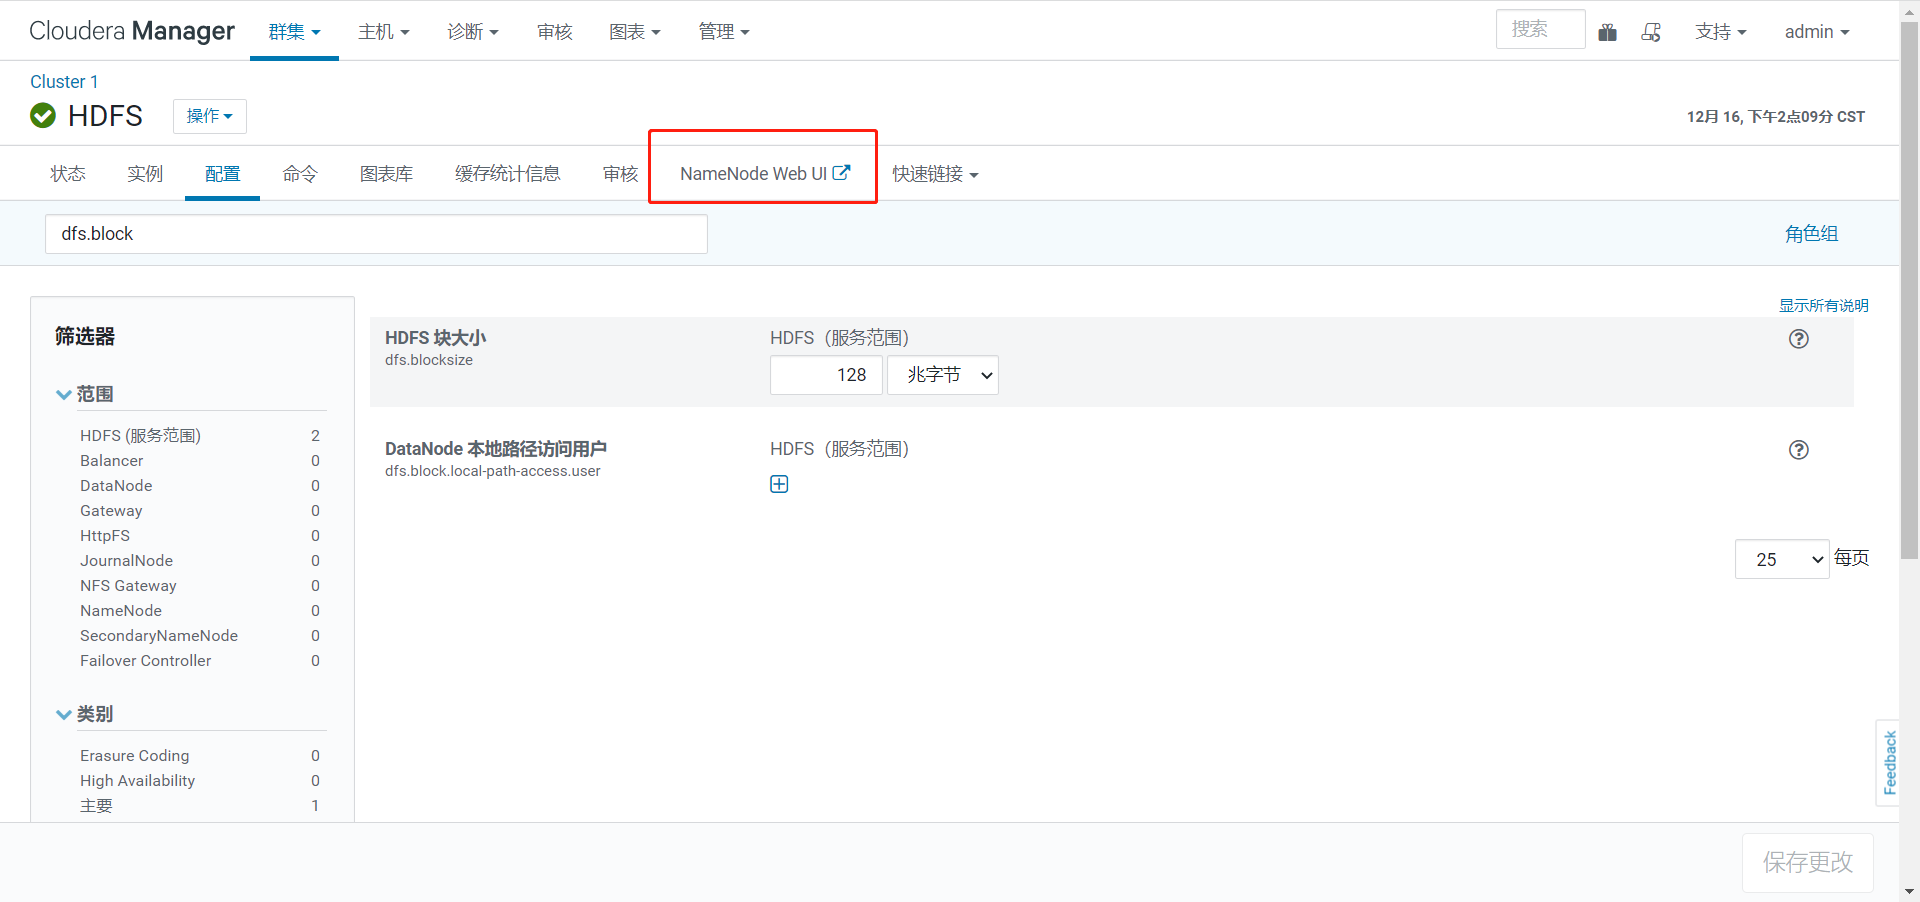 Cloudera Manager 群集 主机 诊断 审核 图表 管理 搜索 支持 admin
Cluster 1
HDFS 操作
12月 16, 下午2点09分 CST
状态 实例 配置 命令 图表库 缓存统计信息 审核 NameNode Web UI 快速链接
dfs.block
角色组
显示所有说明
筛选器
范围
HDFS (服务范围) 2
Balancer 0
DataNode 0
Gateway 0
HttpFS 0
JournalNode 0
NFS Gateway 0
NameNode 0
SecondaryNameNode 0
Failover Controller 0
类别
Erasure Coding 0
High Availability 0
主要 1
HDFS 块大小
dfs.blocksize
HDFS（服务范围）
128 兆字节
DataNode 本地路径访问用户
dfs.block.local-path-access.user
HDFS（服务范围）
25 每页
Feedback
保存更改